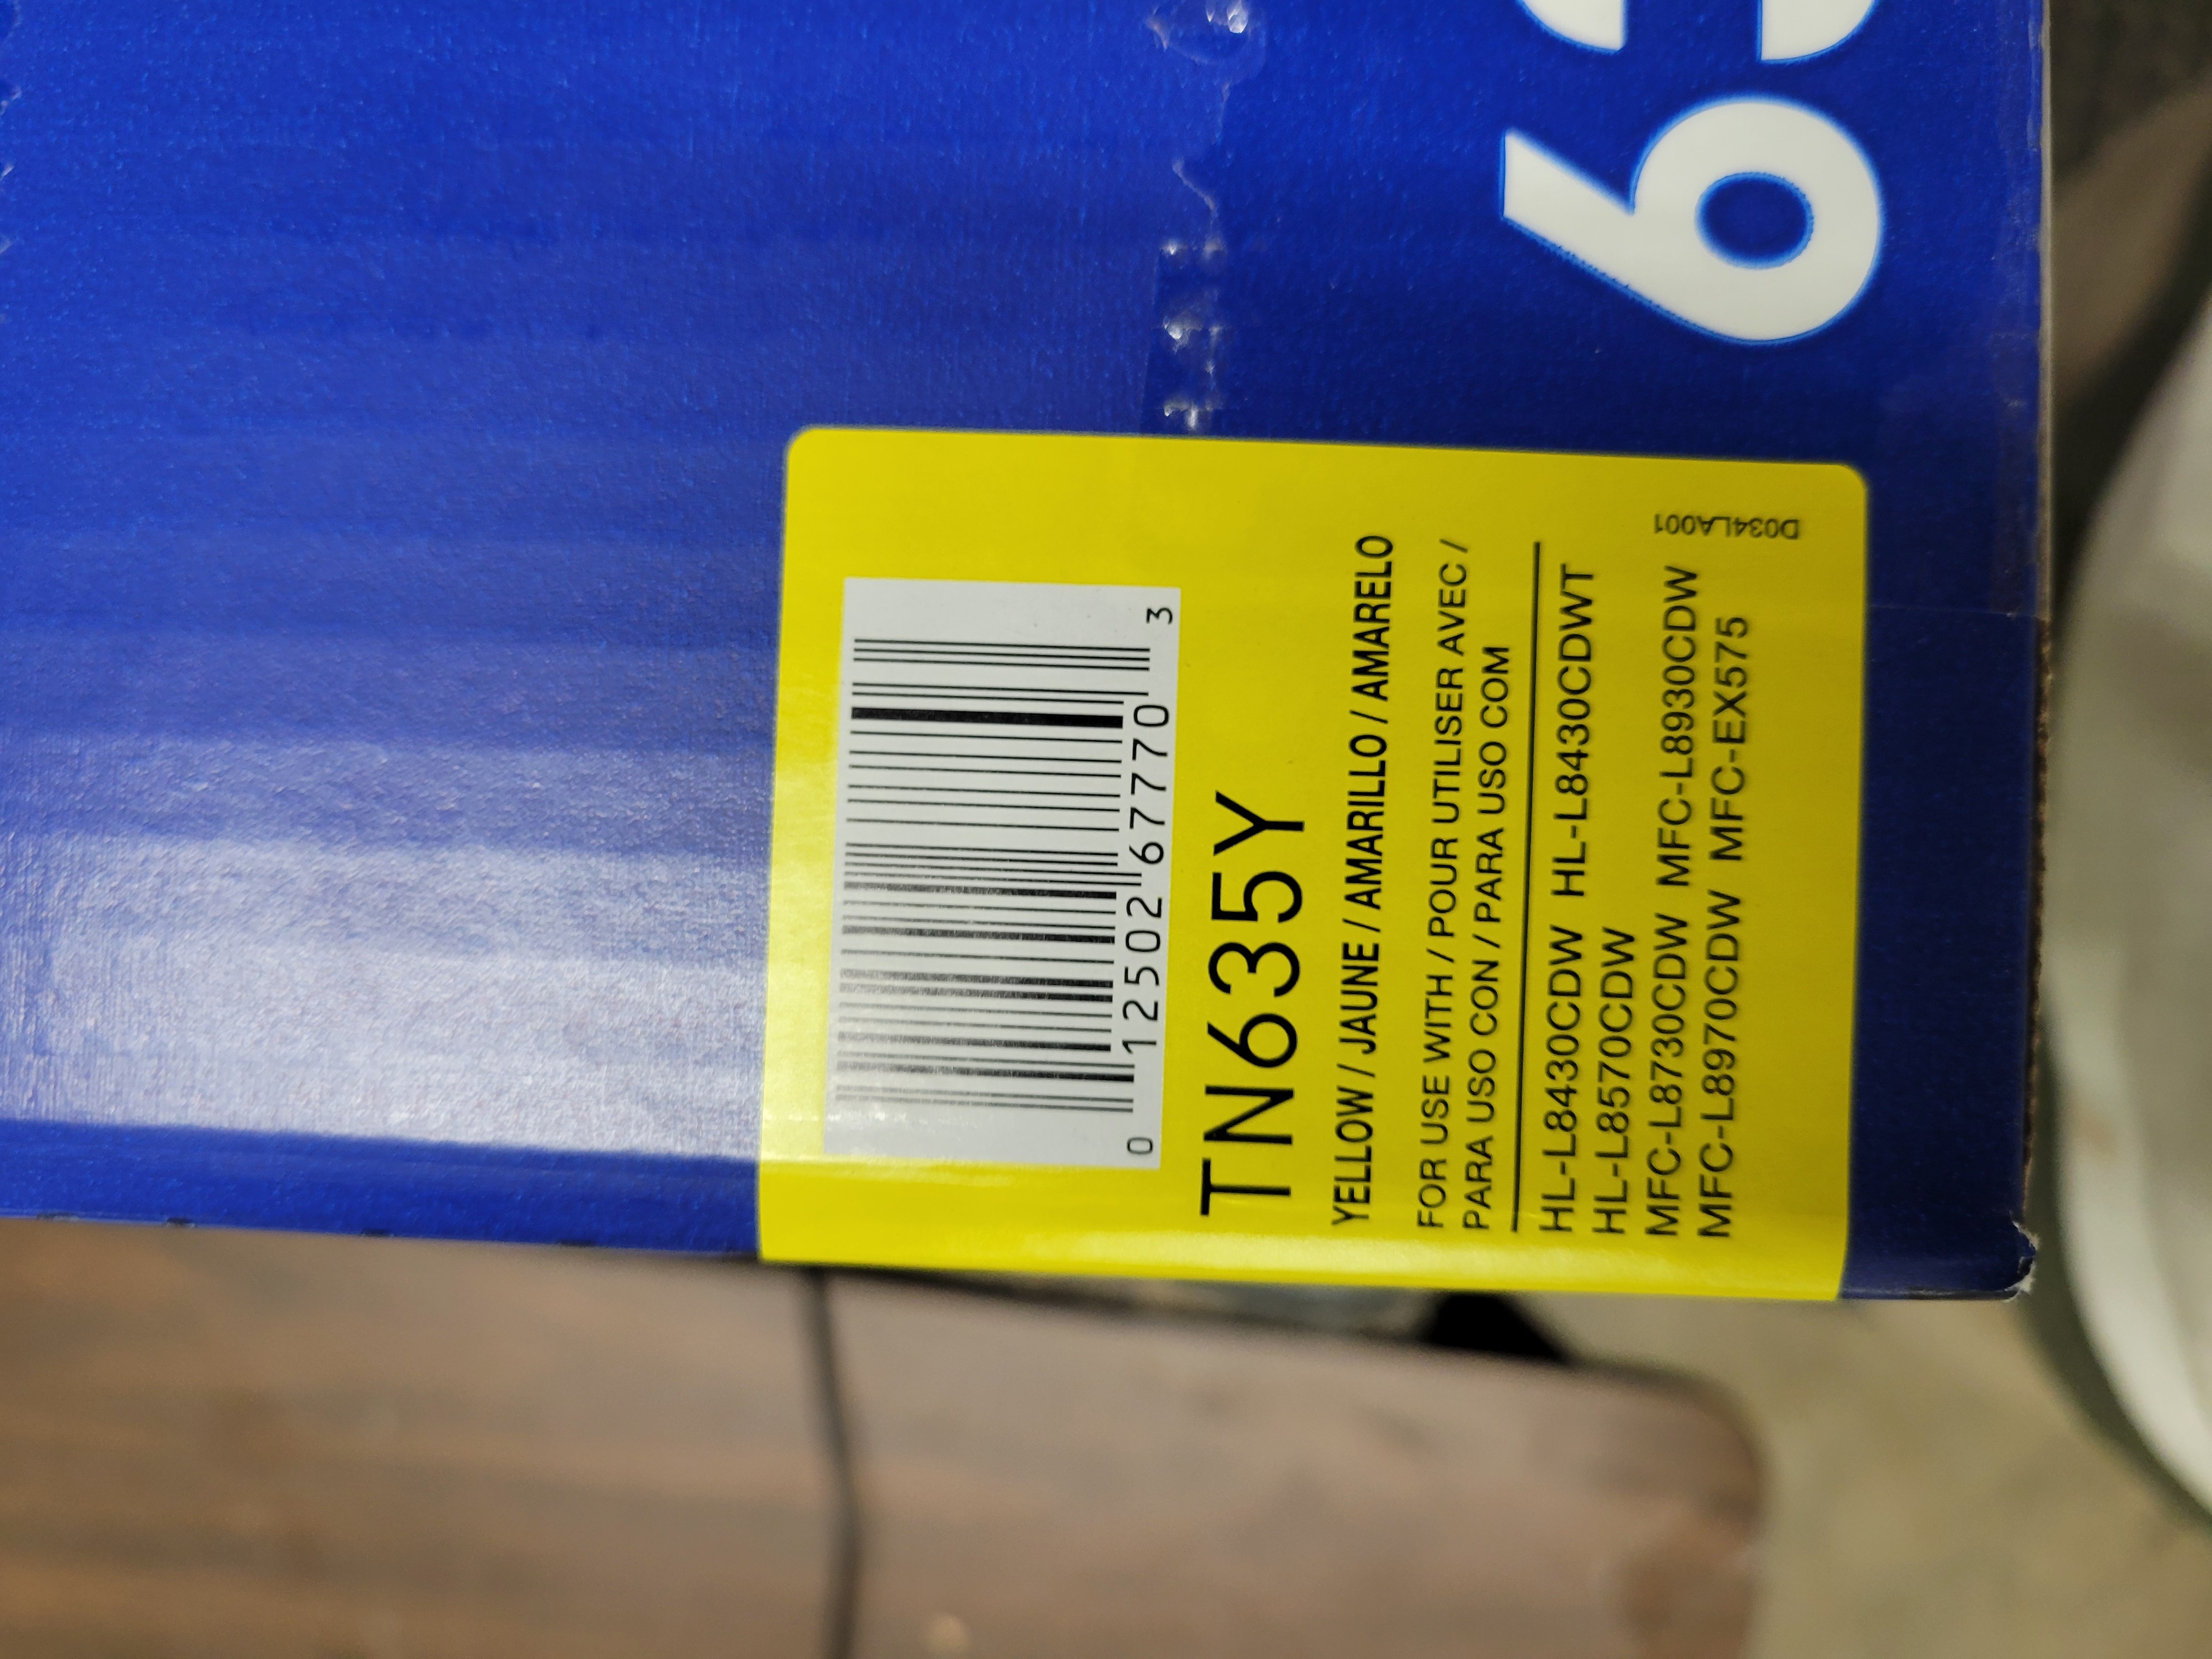 63
0 12502 67770 3
TN635Y
YELLOW / JAUNE / AMARILLO / AMARELO
FOR USE WITH / POUR UTILISER AVEC /
PARA USO CON / PARA USO COM
HL-L8430CDW HL-L8430CDWT
HL-L8570CDW
MFC-L8730CDW MFC-L8930CDW
MFC-L8970CDW MFC-EX575
D034LA001